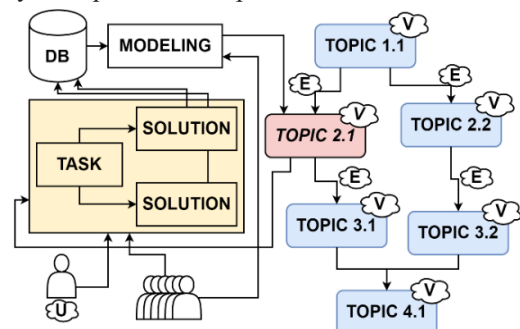 DB
MODELING
SOLUTION
TASK
SOLUTION
U
TOPIC 1.1
V
E
E
TOPIC 2.1
V
TOPIC 2.2
V
E
E
TOPIC 3.1
V
TOPIC 3.2
V
TOPIC 4.1
V